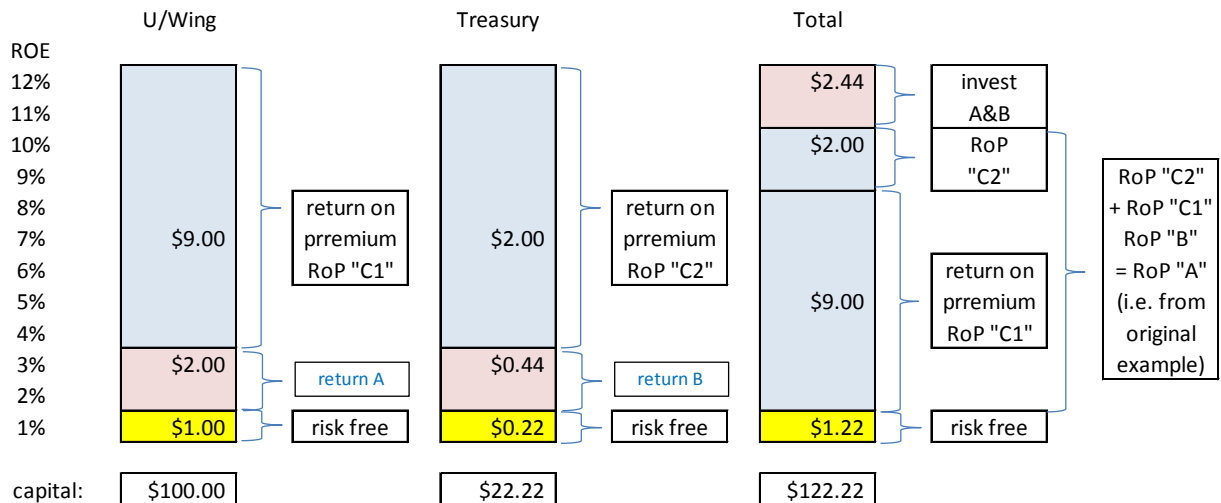 U/Wing Treasury Total
ROE
12% $2.44 invest
11% A&B
10% $2.00 RoP
9% "C2" RoP "C2"
8% return on return on + RoP "C1"
7% $9.00 prremium $2.00 prremium RoP "B"
6% RoP "C1" RoP "C2" return on = RoP "A"
5% $9.00 prremium (i.e. from
4% RoP "C1" original
3% $2.00 return A $0.44 return B example)
2%
1% $1.00 risk free $0.22 risk free $1.22 risk free
capital: $100.00 $22.22 $122.22